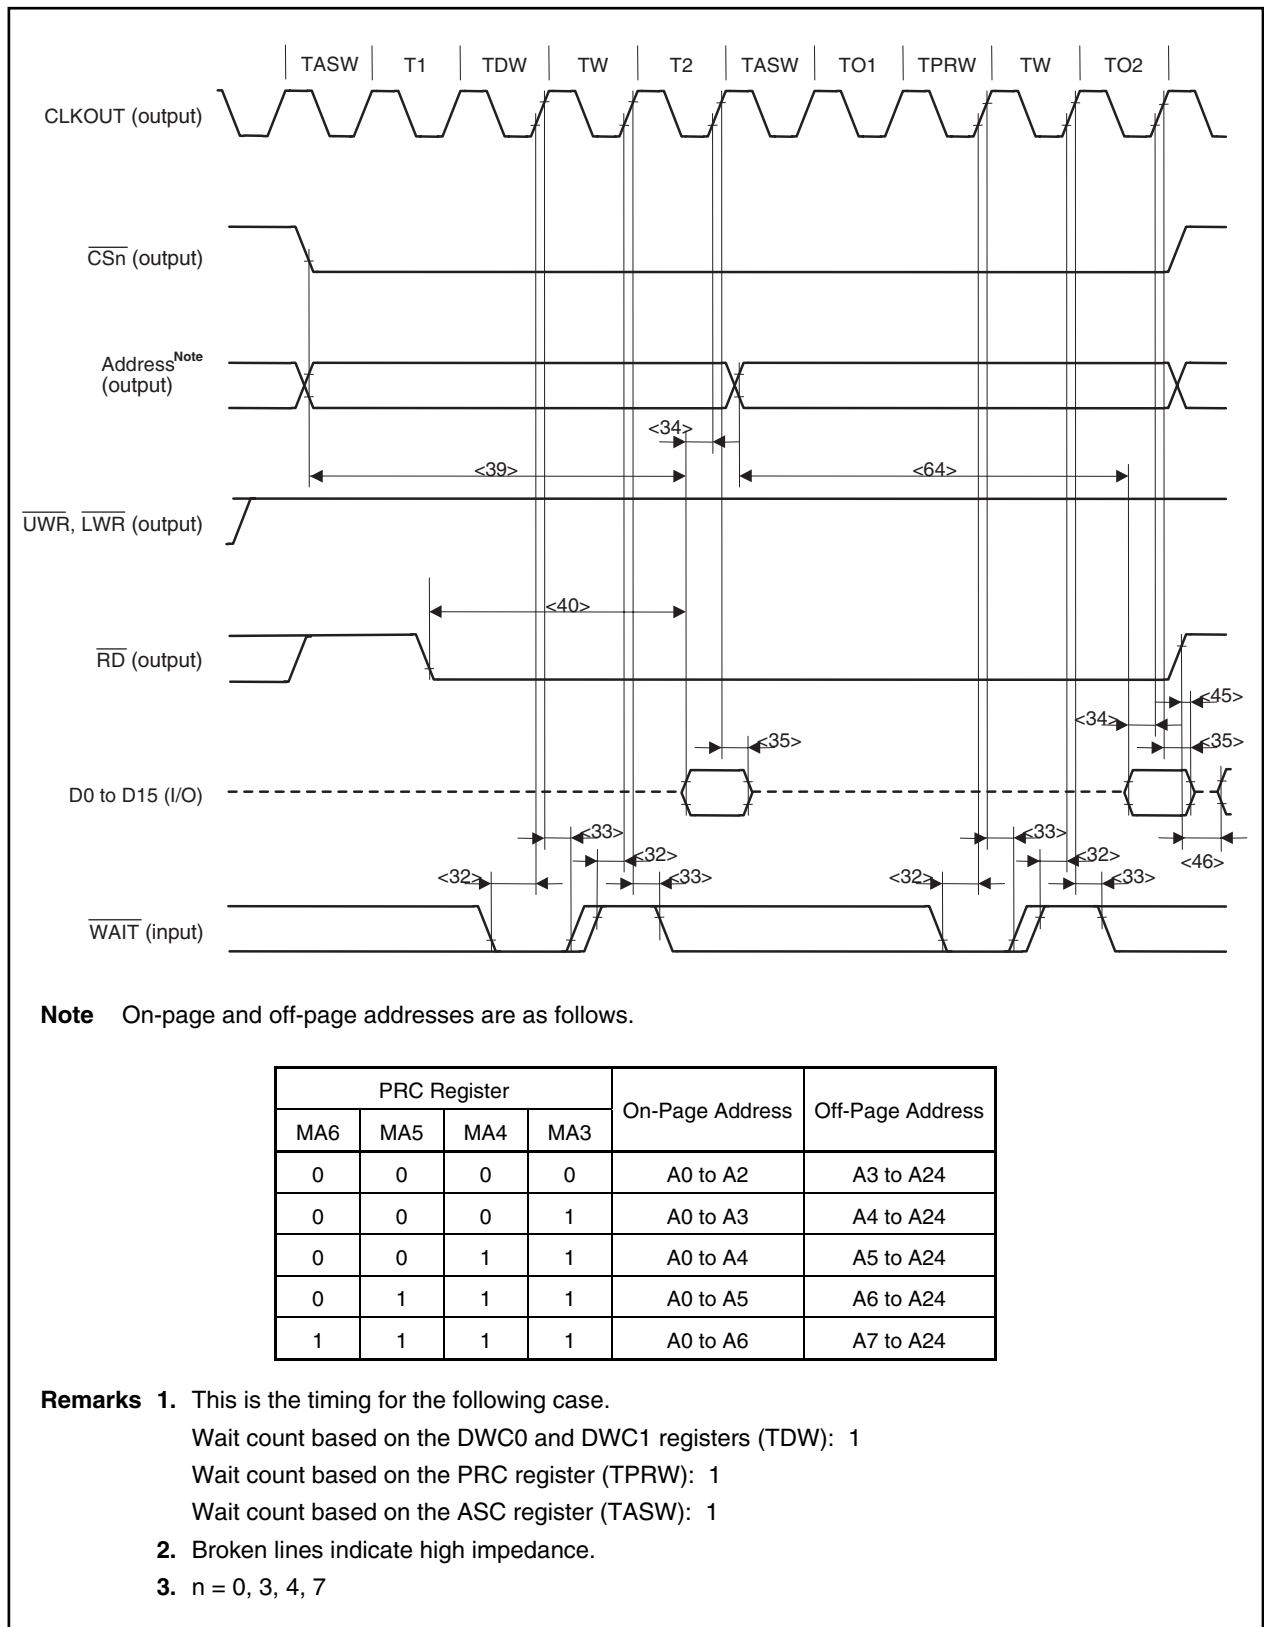 TASW T1 TDW TW T2 TASW TO1 TPRW TW TO2
CLKOUT (output)
CSn (output)
Address Note
(output)
<34>
<39> <64>
UWR, LWR (output)
<40>
RD (output)
<45>
<34>
<35> <35>
D0 to D15 (I/O)
<33> <33>
<32> <32> <46>
<32> <33> <32> <33>
WAIT (input)
Note On-page and off-page addresses are as follows.
PRC Register On-Page Address Off-Page Address
MA6 MA5 MA4 MA3
0 0 0 0 A0 to A2 A3 to A24
0 0 0 1 A0 to A3 A4 to A24
0 0 1 1 A0 to A4 A5 to A24
0 1 1 1 A0 to A5 A6 to A24
1 1 1 1 A0 to A6 A7 to A24
Remarks 1. This is the timing for the following case.
Wait count based on the DWC0 and DWC1 registers (TDW): 1
Wait count based on the PRC register (TPRW): 1
Wait count based on the ASC register (TASW): 1
2. Broken lines indicate high impedance.
3. n = 0, 3, 4, 7